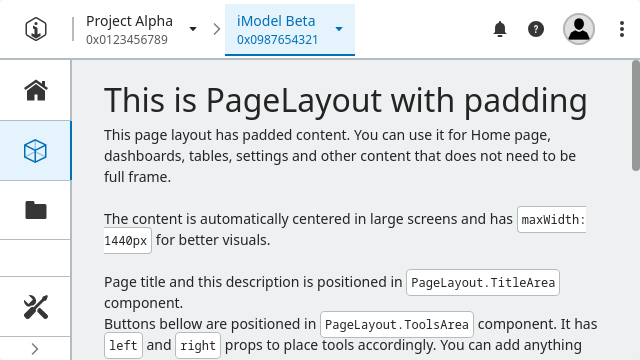 Project Alpha
0x0123456789
iModel Beta
0x0987654321
This is PageLayout with padding
This page layout has padded content. You can use it for Home page,
dashboards, tables, settings and other content that does not need to be
full frame.
The content is automatically centered in large screens and has maxWidth:
1440px for better visuals.
Page title and this description is positioned in PageLayout.TitleArea
component.
Buttons bellow are positioned in PageLayout.ToolsArea component. It has
left and right props to place tools accordingly. You can add anything